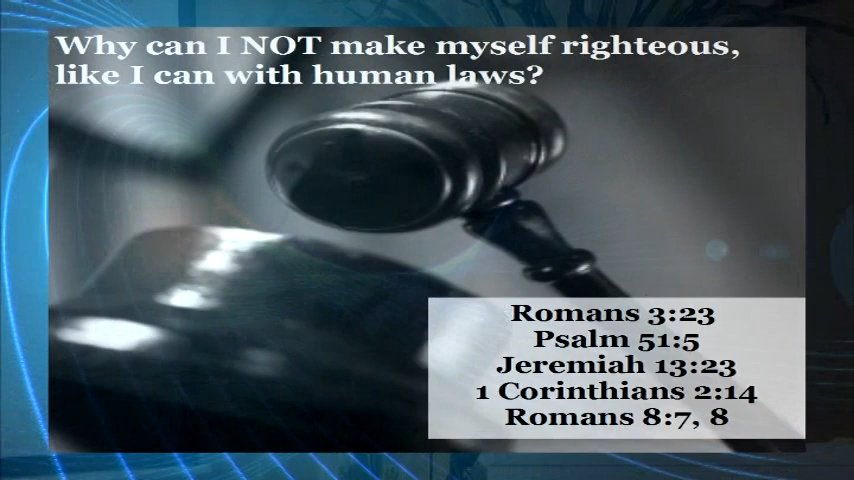 Why can I NOT make myself righteous,
like I can with human laws?
Romans 3:23
Psalm 51:5
Jeremiah 13:23
1 Corinthians 2:14
Romans 8:7, 8